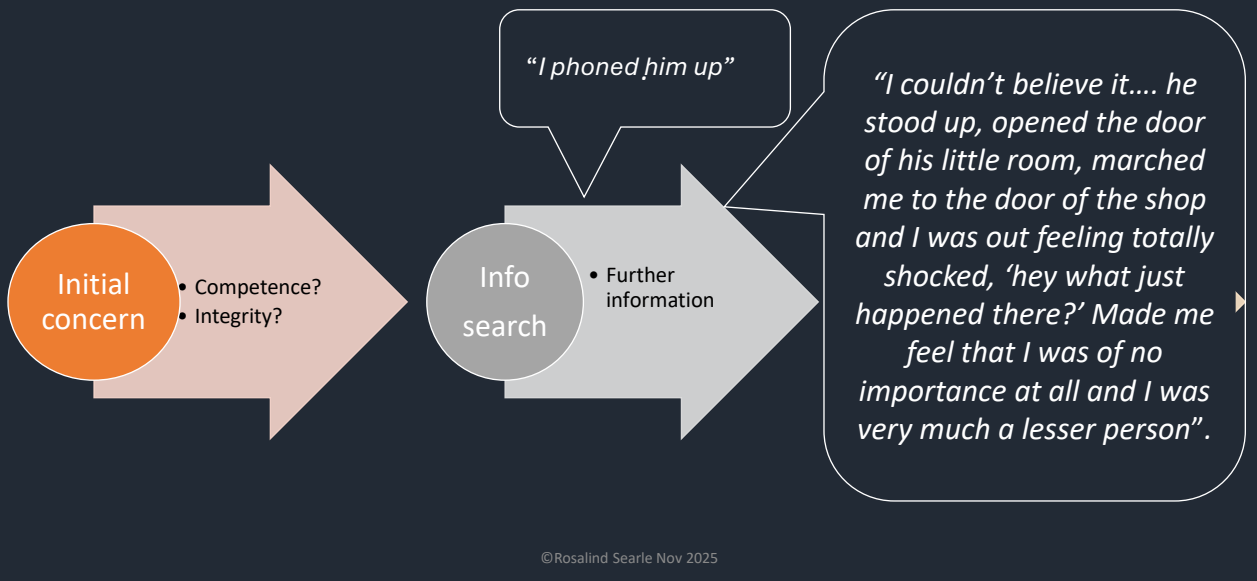 Initial
concern
• Competence?
• Integrity?
“I phoned him up”
Info
search
• Further
information
“I couldn’t believe it…. he
stood up, opened the door
of his little room, marched
me to the door of the shop
and I was out feeling totally
shocked, ‘hey what just
happened there?’ Made me
feel that I was of no
importance at all and I was
very much a lesser person”.
©Rosalind Searle Nov 2025